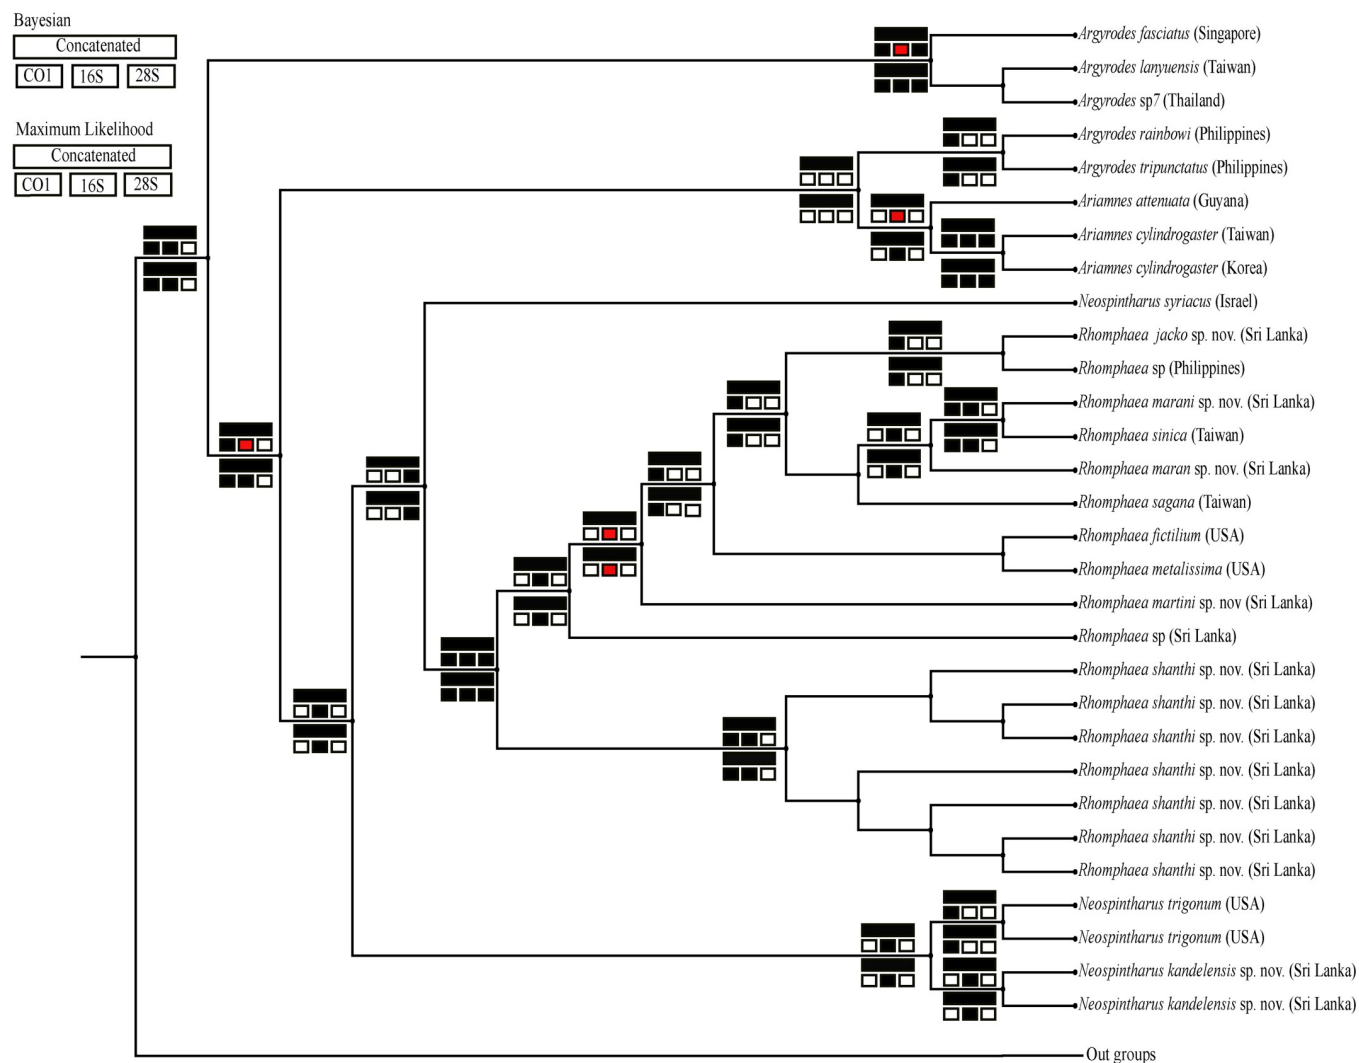 Bayesian
Concatenated
CO1 16S 28S
Maximum Likelihood
Concatenated
CO1 16S 28S
Argyrodes fasciatus (Singapore)
Argyrodes lanyuensis (Taiwan)
Argyrodes sp7 (Thailand)
Argyrodes rainbowi (Philippines)
Argyrodes tripunctatus (Philippines)
Ariamnes attenuata (Guyana)
Ariamnes cylindrogaster (Taiwan)
Ariamnes cylindrogaster (Korea)
Neospintharus syriacus (Israel)
Rhomphaea jacko sp. nov. (Sri Lanka)
Rhomphaea sp (Philippines)
Rhomphaea marani sp. nov. (Sri Lanka)
Rhomphaea sinica (Taiwan)
Rhomphaea maran sp. nov. (Sri Lanka)
Rhomphaea sagana (Taiwan)
Rhomphaea fictilium (USA)
Rhomphaea metalissima (USA)
Rhomphaea martini sp. nov (Sri Lanka)
Rhomphaea sp (Sri Lanka)
Rhomphaea shanthi sp. nov. (Sri Lanka)
Rhomphaea shanthi sp. nov. (Sri Lanka)
Rhomphaea shanthi sp. nov. (Sri Lanka)
Rhomphaea shanthi sp. nov. (Sri Lanka)
Rhomphaea shanthi sp. nov. (Sri Lanka)
Rhomphaea shanthi sp. nov. (Sri Lanka)
Rhomphaea shanthi sp. nov. (Sri Lanka)
Neospintharus trigonum (USA)
Neospintharus trigonum (USA)
Neospintharus kandelensis sp. nov. (Sri Lanka)
Neospintharus kandelensis sp. nov. (Sri Lanka)
Out groups